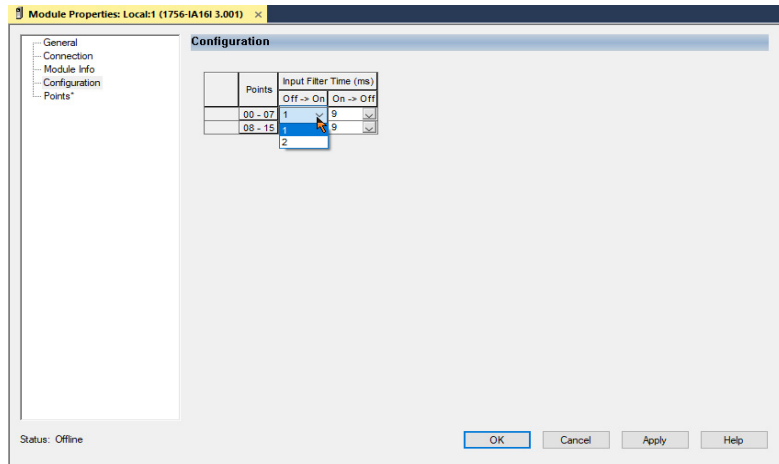 Module Properties: Local:1 (1756-IA16I 3.001) ×
General
Connection
Module Info
Configuration
Points*
Configuration
Points
Input Filter Time (ms)
Off -> On On -> Off
00 - 07 1 9
08 - 15 1 9
2
Status: Offline
OK Cancel Apply Help